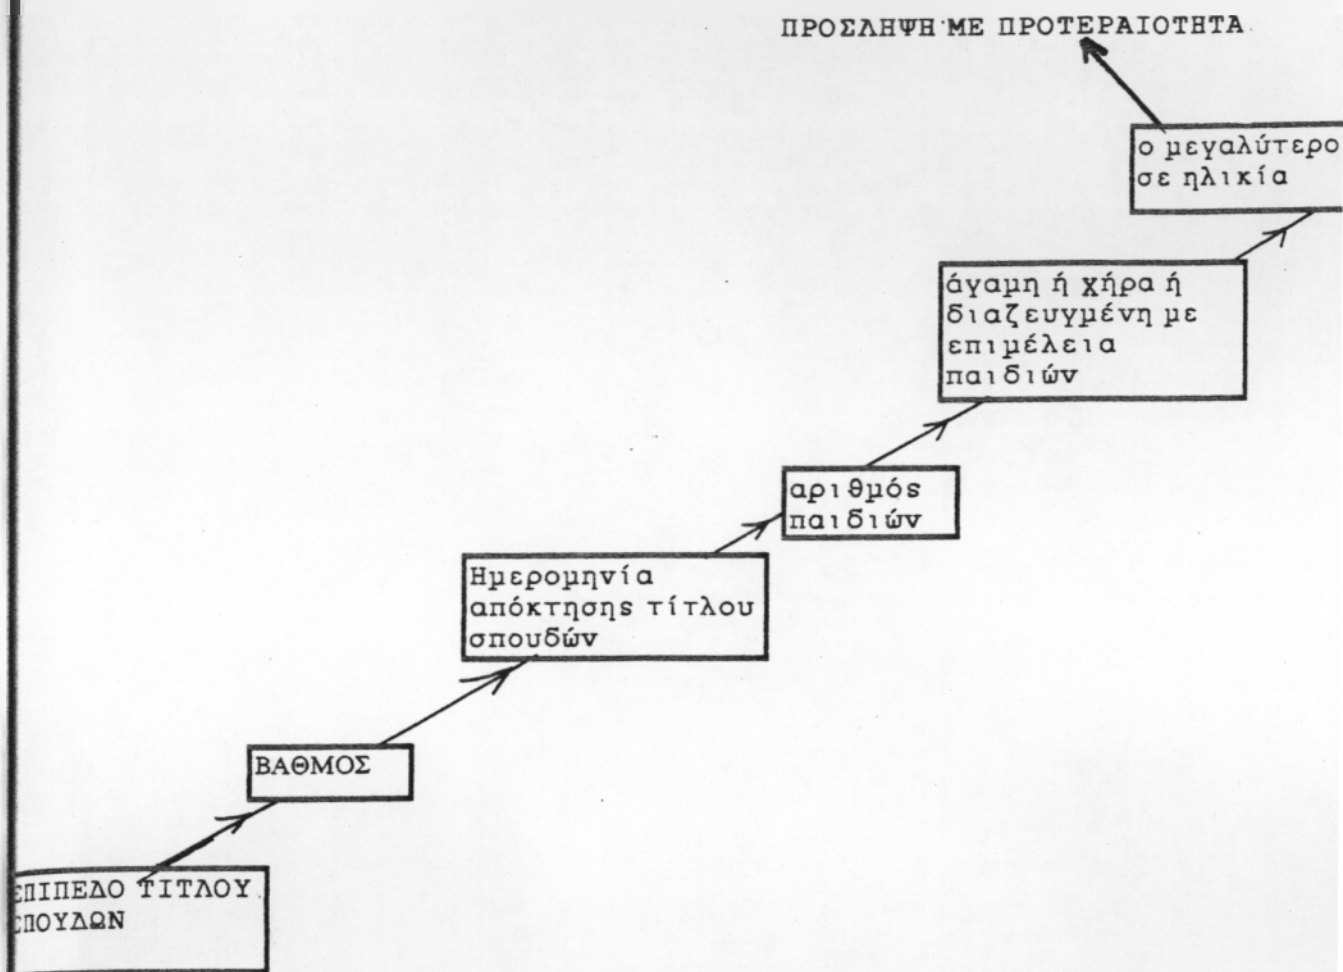 ΠΡΟΣΛΗΨΗ ΜΕ ΠΡΟΤΕΡΑΙΟΤΗΤΑ
ο μεγαλύτερο
σε ηλικία
άγαμη ή χήρα ή
διαζευγμένη με
επιμέλεια
παιδιών
αριθμός
παιδιών
Ημερομηνία
απόκτησης τίτλου
σπουδών
ΒΑΘΜΟΣ
ΕΠΙΠΕΔΟ ΤΙΤΛΟΥ
ΣΠΟΥΔΩΝ